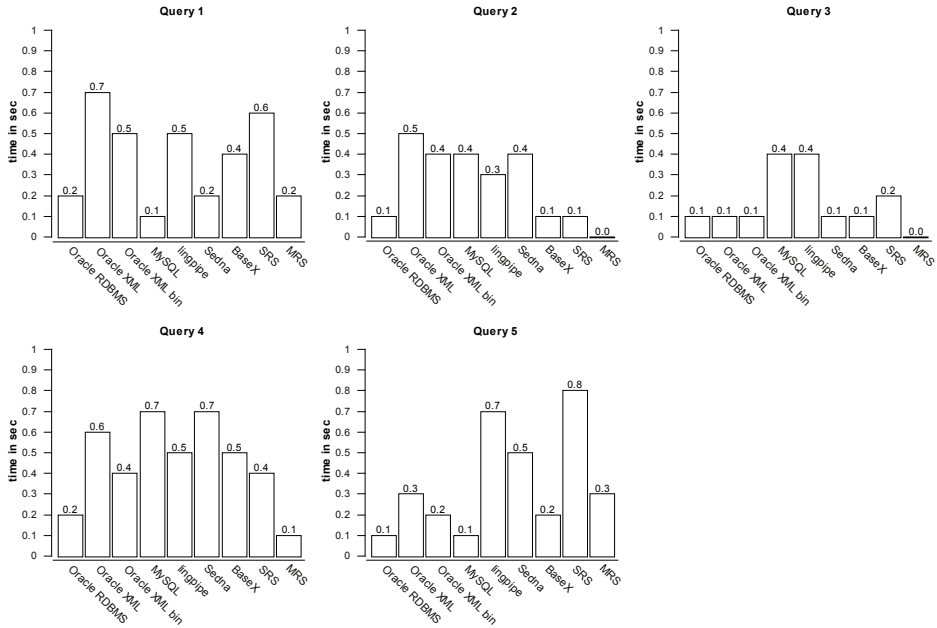 Query 1
time in sec
1
0.9
0.8
0.7
0.6
0.5
0.4
0.3
0.2
0.1
0
0.2
0.7
0.5
0.1
0.5
0.2
0.4
0.6
0.2
Oracle RDBMS
Oracle XML
Oracle XML bin
MySQL
lingpipe
Sedna
BaseX
SRS
MRS
Query 2
time in sec
1
0.9
0.8
0.7
0.6
0.5
0.4
0.3
0.2
0.1
0
0.1
0.5
0.4
0.4
0.3
0.4
0.1
0.1
0.0
Oracle RDBMS
Oracle XML
Oracle XML bin
MySQL
lingpipe
Sedna
BaseX
SRS
MRS
Query 3
time in sec
1
0.9
0.8
0.7
0.6
0.5
0.4
0.3
0.2
0.1
0
0.1
0.1
0.1
0.4
0.4
0.1
0.1
0.2
0.0
Oracle RDBMS
Oracle XML
Oracle XML bin
MySQL
lingpipe
Sedna
BaseX
SRS
MRS
Query 4
time in sec
1
0.9
0.8
0.7
0.6
0.5
0.4
0.3
0.2
0.1
0
0.2
0.6
0.4
0.7
0.5
0.7
0.5
0.4
0.1
Oracle RDBMS
Oracle XML
Oracle XML bin
MySQL
lingpipe
Sedna
BaseX
SRS
MRS
Query 5
time in sec
1
0.9
0.8
0.7
0.6
0.5
0.4
0.3
0.2
0.1
0
0.1
0.3
0.2
0.1
0.7
0.5
0.2
0.8
0.3
Oracle RDBMS
Oracle XML
Oracle XML bin
MySQL
lingpipe
Sedna
BaseX
SRS
MRS